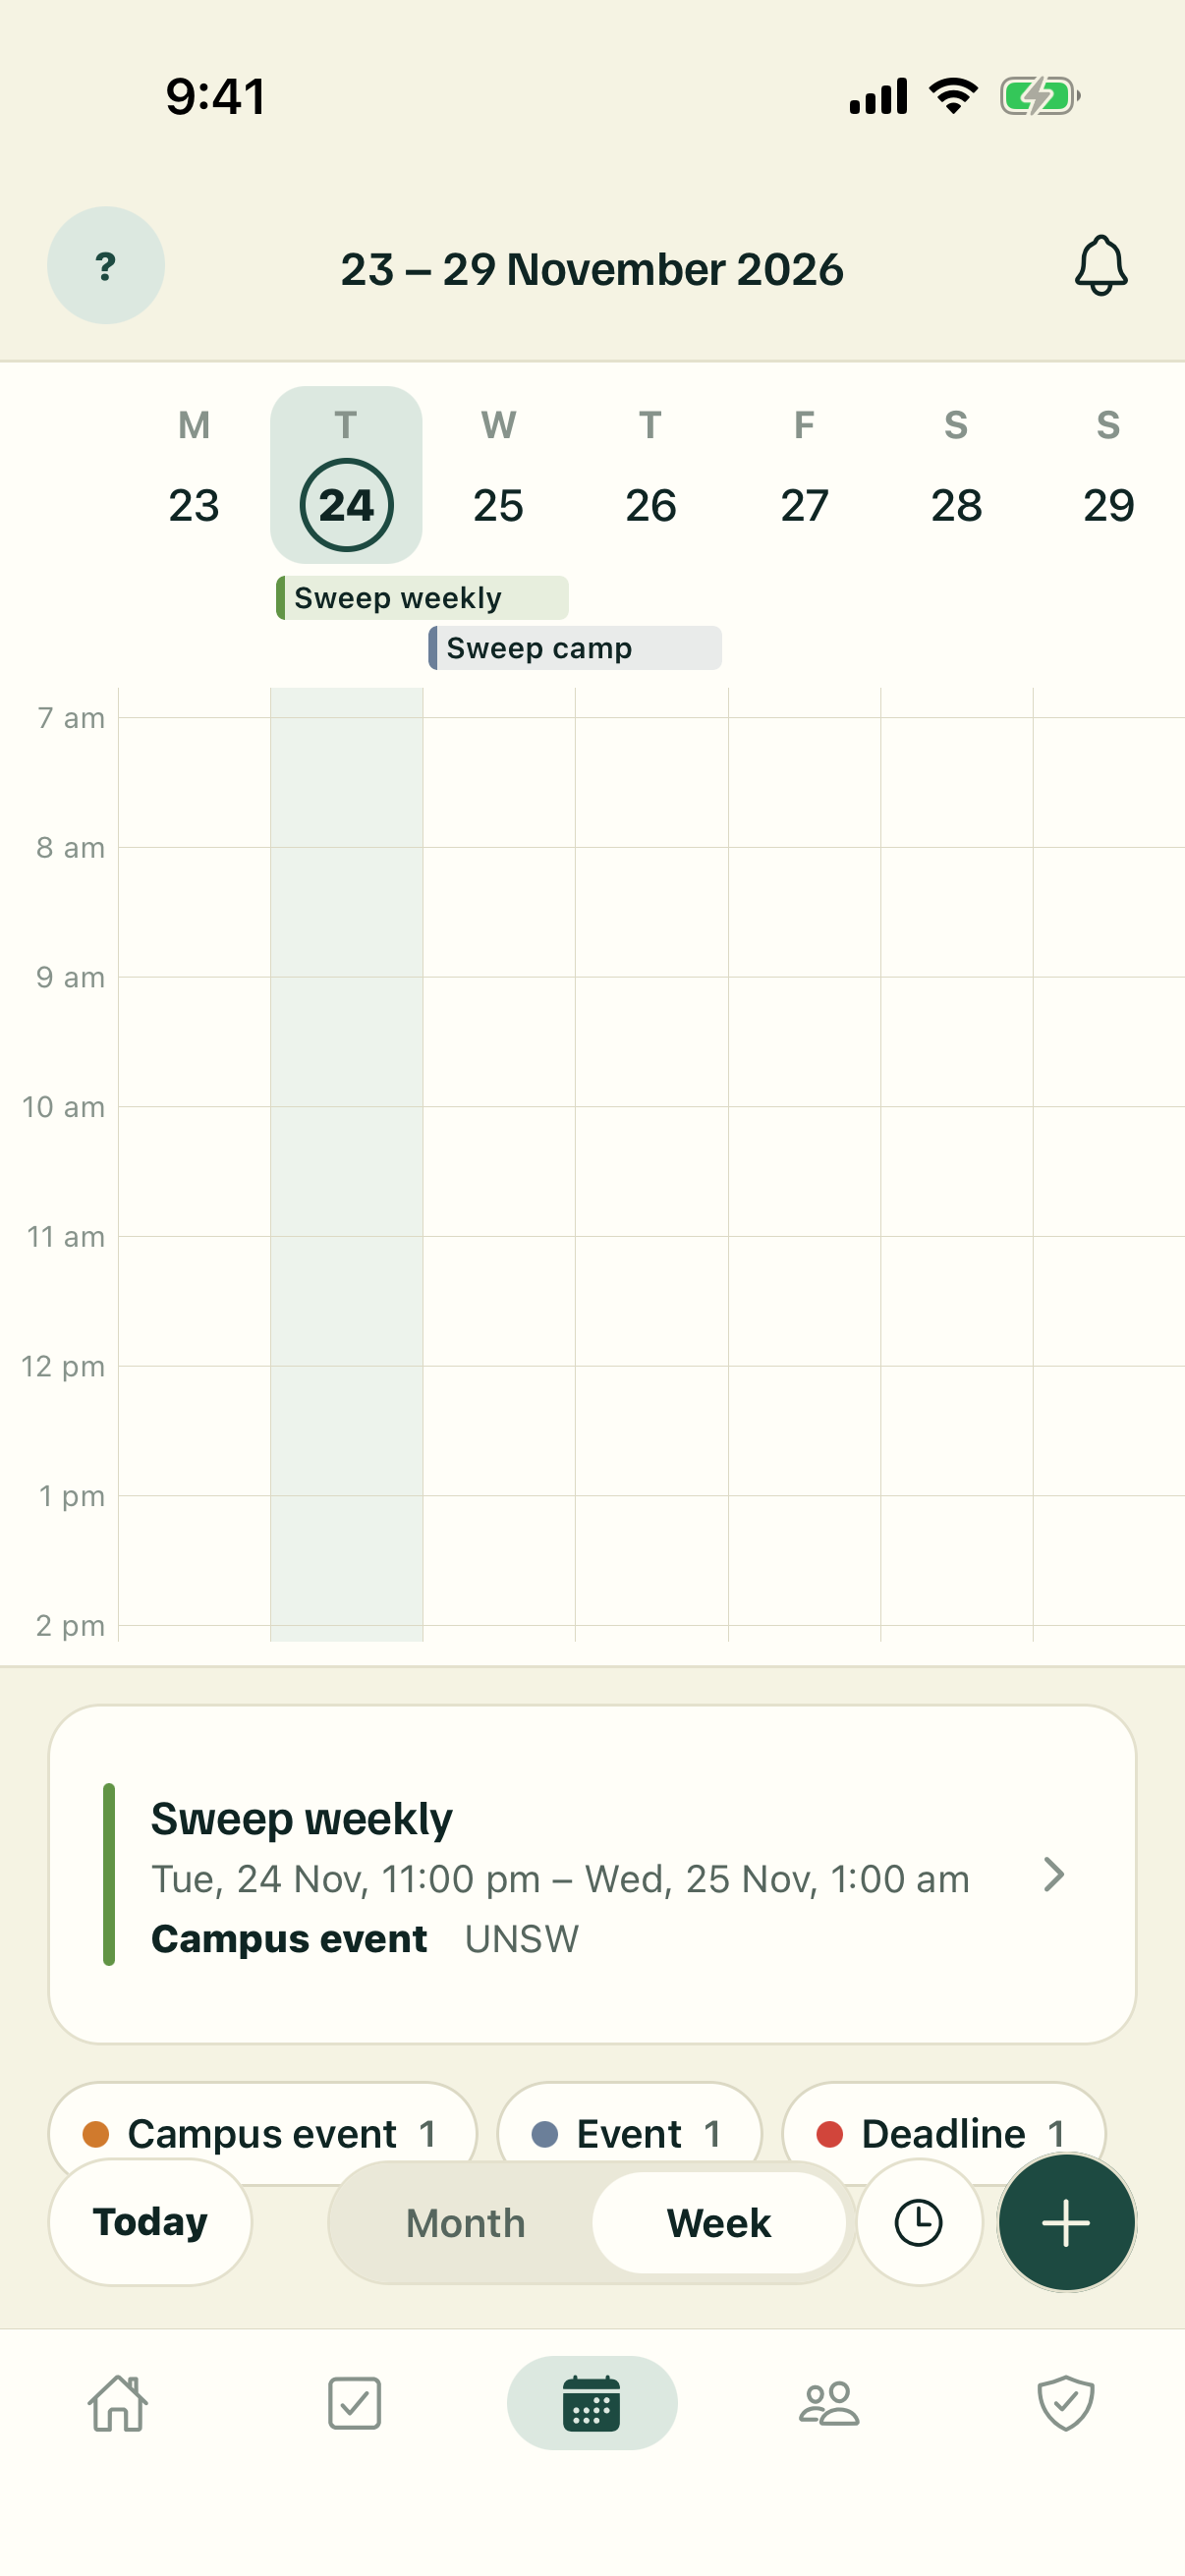 9:41
?
23 – 29 November 2026
M T W T F S S
23 24 25 26 27 28 29
Sweep weekly
Sweep camp
7 am
8 am
9 am
10 am
11 am
12 pm
1 pm
2 pm
Sweep weekly
Tue, 24 Nov, 11:00 pm – Wed, 25 Nov, 1:00 am
Campus event UNSW
Campus event 1 Event 1 Deadline 1
Today Month Week